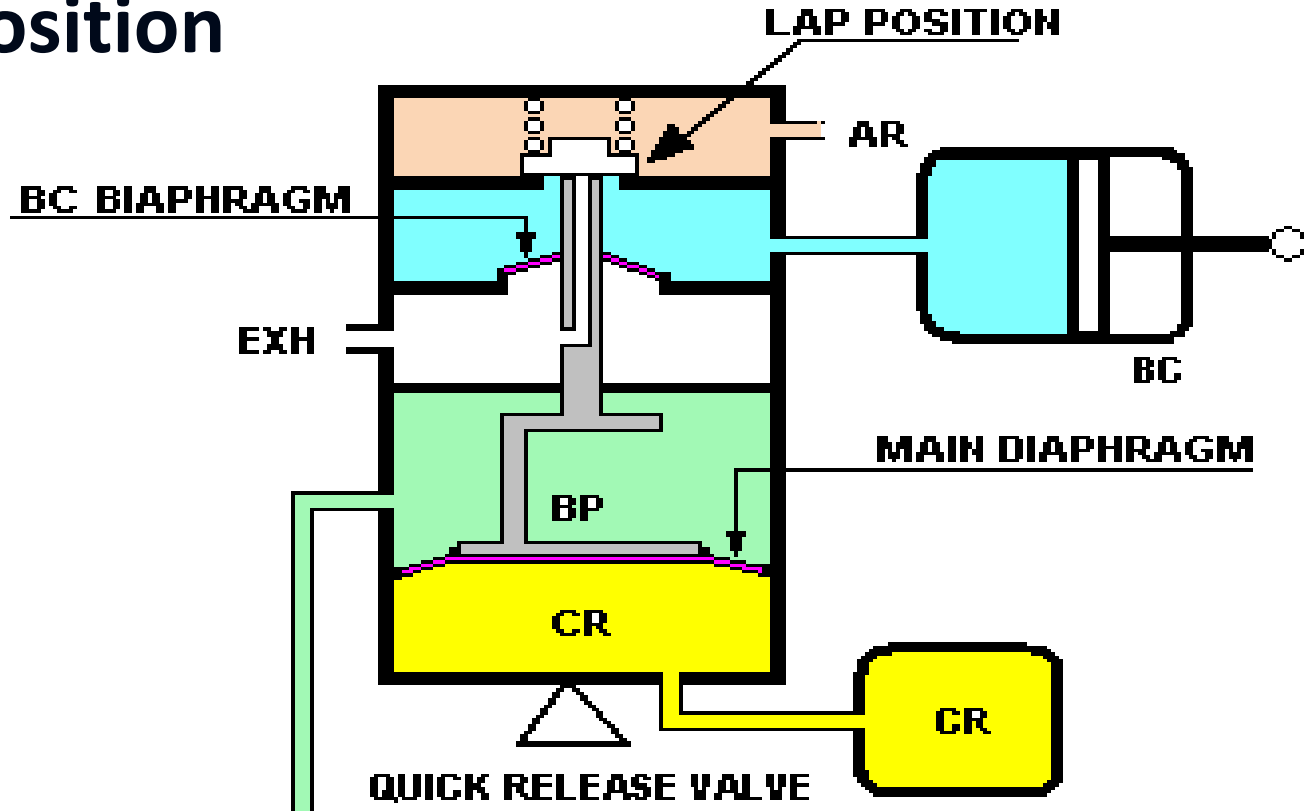 osition
LAP POSITION
AR
BC BIAPHRAGM
EXH
BC
MAIN DIAPHRAGM
BP
CR
CR
QUICK RELEASE VALVE